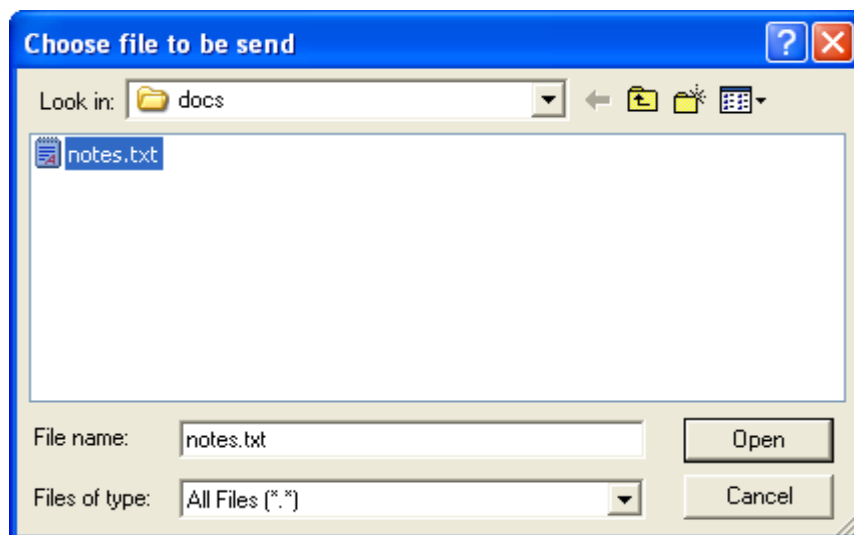 Choose file to be send
Look in: docs
notes.txt
File name: notes.txt Open
Files of type: All Files (*.*) Cancel